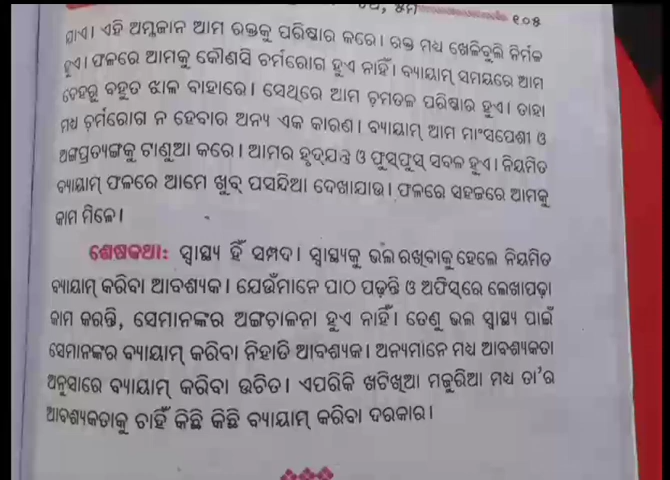 ୧୦୫
ଯାଏ। ଏହି ଅମ୍ଳଜାନ ଆମ ରକ୍ତକୁ ପରିଷ୍କାର କରେ। ରକ୍ତ ମଧ୍ୟ ଖେଳିବୁଲି ନିର୍ମଳ
ହୁଏ। ଫଳରେ ଆମକୁ କୌଣସି ଚର୍ମରୋଗ ହୁଏ ନାହିଁ। ବ୍ୟାୟାମ୍ ସମୟରେ ଆମ
ଦେହରୁ ବହୁତ ଝାଳ ବାହାରେ। ସେଥିରେ ଆମ ଚ଼ମତଳ ପରିଷ୍କାର ହୁଏ। ତାହା
ମଧ୍ୟ ଚ଼ର୍ମରୋଗ ନ ହେବାର ଅନ୍ୟ ଏକ କାରଣ। ବ୍ୟାୟାମ୍ ଆମ ମାଂସପେଶୀ ଓ
ଅଙ୍ଗପ୍ରତ୍ୟଙ୍ଗକୁ ଟାଣୁଆ କରେ। ଆମର ହୃଦ୍‌ଯନ୍ତ୍ର ଓ ଫୁସ୍‌ଫୁସ୍ ସବଳ ହୁଏ। ନିୟମିତ
ବ୍ୟାୟାମ୍ ଫଳରେ ଆମେ ଖୁବ୍ ପସନ୍ଦିଆ ଦେଖାଯାଉ। ଫଳରେ ସହଜରେ ଆମକୁ
କାମ ମିଳେ।
ଶେଷକଥା: ସ୍ୱାସ୍ଥ୍ୟ ହିଁ ସମ୍ପଦ। ସ୍ୱାସ୍ଥ୍ୟକୁ ଭଲ ରଖିବାକୁ ହେଲେ ନିୟମିତ
ବ୍ୟାୟାମ୍ କରିବା ଆବଶ୍ୟକ। ଯେଉଁମାନେ ପାଠ ପଢ଼ନ୍ତି ଓ ଅଫିସ୍‌ରେ ଲେଖାପଢ଼ା
କାମ କରନ୍ତି, ସେମାନଙ୍କର ଅଙ୍ଗଚ଼ାଳନା ହୁଏ ନାହିଁ। ତେଣୁ ଭଲ ସ୍ୱାସ୍ଥ୍ୟ ପାଇଁ
ସେମାନଙ୍କର ବ୍ୟାୟାମ୍ କରିବା ନିହାତି ଆବଶ୍ୟକ। ଅନ୍ୟମାନେ ମଧ୍ୟ ଆବଶ୍ୟକତା
ଅନୁସାରେ ବ୍ୟାୟାମ୍ କରିବା ଉଚିତ। ଏପରିକି ଖଟିଖିଆ ମଜୁରିଆ ମଧ୍ୟ ତା'ର
ଆବଶ୍ୟକତାକୁ ଚାହିଁ କିଛି କିଛି ବ୍ୟାୟାମ୍ କରିବା ଦରକାର।